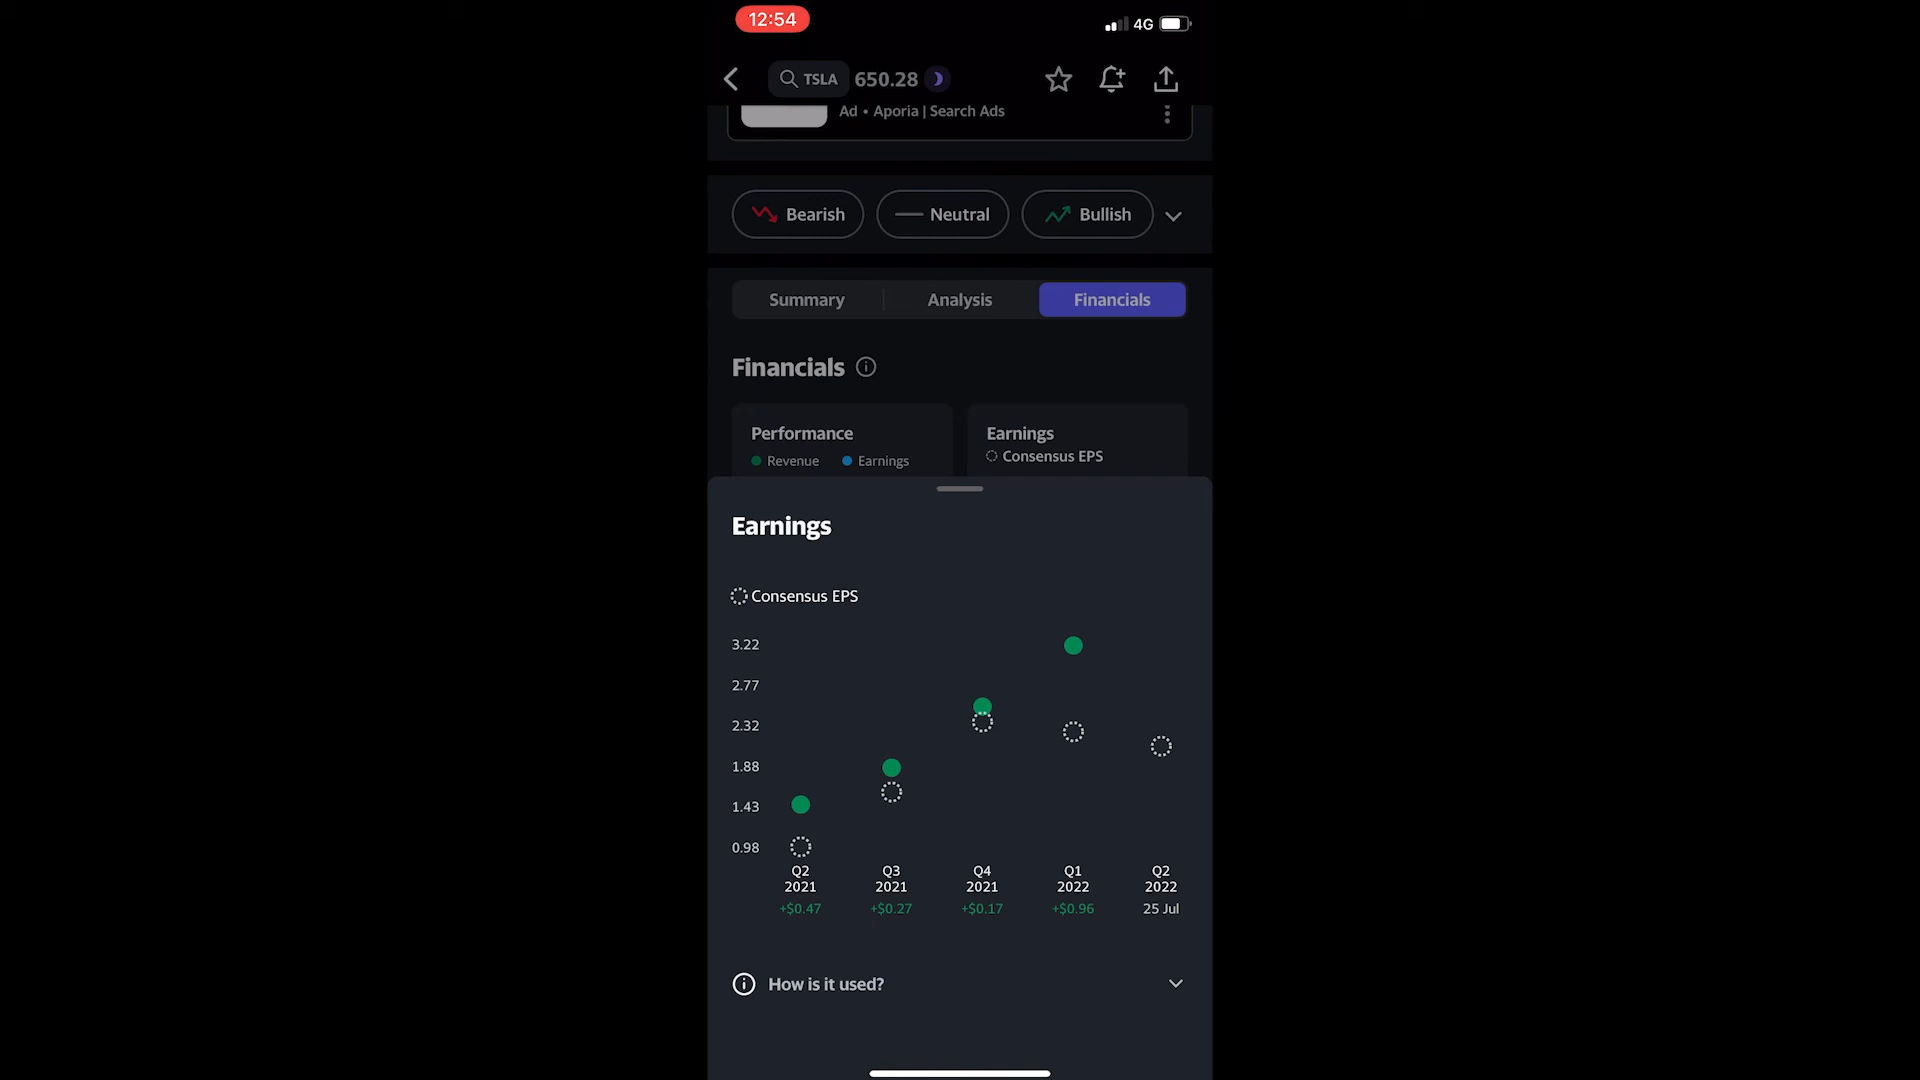 12:54
4G
TSLA 650.28
Ad • Aporia | Search Ads
Bearish Neutral Bullish
Summary Analysis Financials
Financials
Performance
Revenue Earnings
Earnings
Consensus EPS
Earnings
Consensus EPS
3.22
2.77
2.32
1.88
1.43
0.98
Q2 Q3 Q4 Q1 Q2
2021 2021 2021 2022 2022
+$0.47 +$0.27 +$0.17 +$0.96 25 Jul
How is it used?